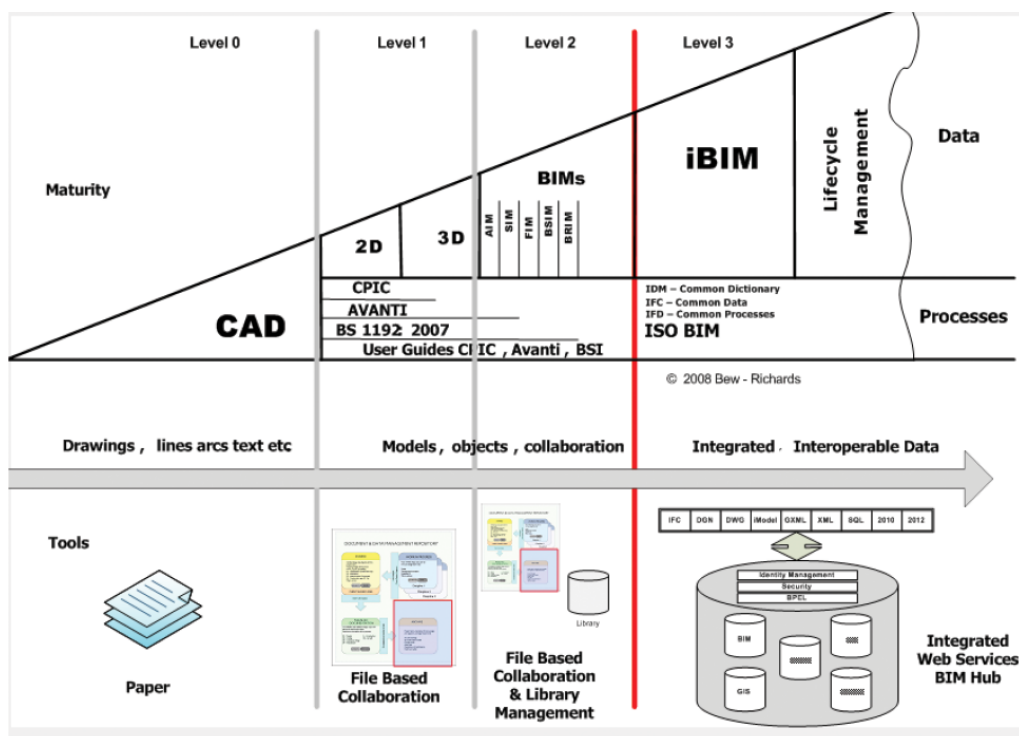 Level 0
Level 1
Level 2
Level 3
Maturity
CAD
2D
3D
BIMs
AIM
SIM
FIM
BSIM
BRIM
iBIM
Lifecycle
Management
Data
CPIC
AVANTI
BS 1192: 2007
User Guides CPIC , Avanti , BSI
IDM – Common Dictionary
IFC – Common Data
IFD – Common Processes
ISO BIM
Processes
© 2008 Bew - Richards
Drawings , lines arcs text etc
Models , objects , collaboration
Integrated , Interoperable Data
Tools
Paper
DOCUMENT & DATA MANAGEMENT REPOSITORY
File Based
Collaboration
Library
File Based
Collaboration
& Library
Management
IFC
DGN
DWG
iModel
GXML
XML
SQL
2010
2012
Identity Management
Security
BPEL
BIM
GIS
Integrated
Web Services
BIM Hub